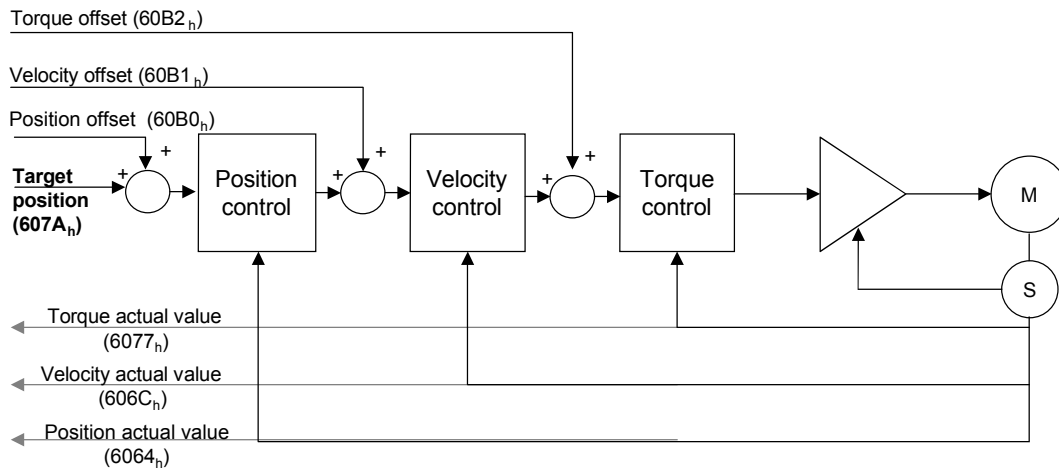 Torque offset (60B2h)
Velocity offset (60B1h)
Position offset (60B0h)
+
+
+
+
+
+
Target
position
(607Ah)
Position
control
Velocity
control
Torque
control
M
S
Torque actual value
(6077h)
Velocity actual value
(606Ch)
Position actual value
(6064h)